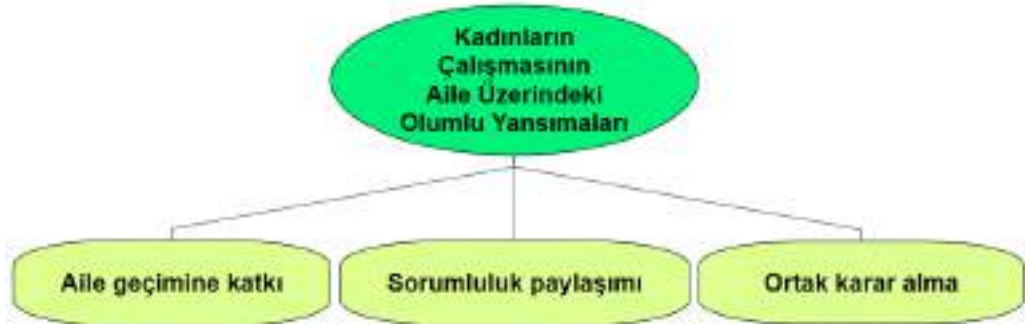 Kadınların
Çalışmasının
Aile Üzerindeki
Olumlu Yansımaları
Aile geçimine katkı
Sorumluluk paylaşımı
Ortak karar alma